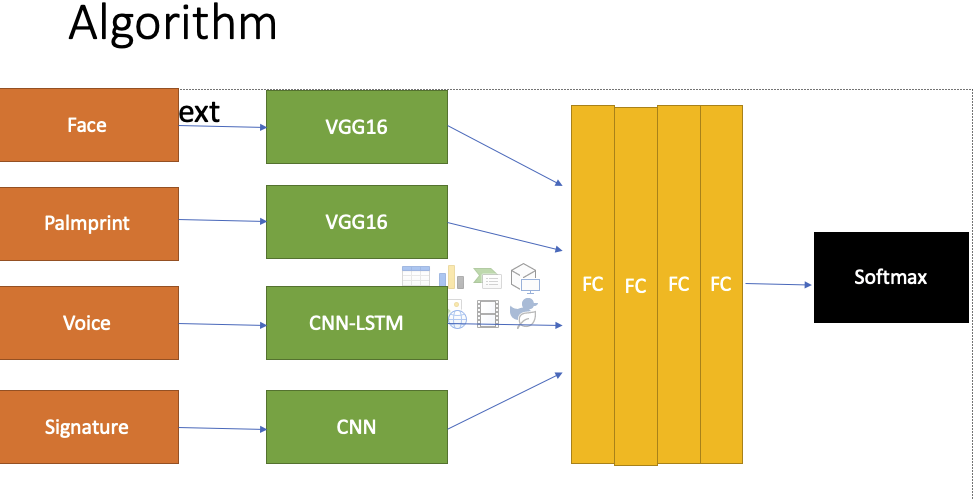 Algorithm
ext
Face
VGG16
Palmprint
VGG16
Voice
CNN-LSTM
Signature
CNN
FC
FC
FC
FC
Softmax